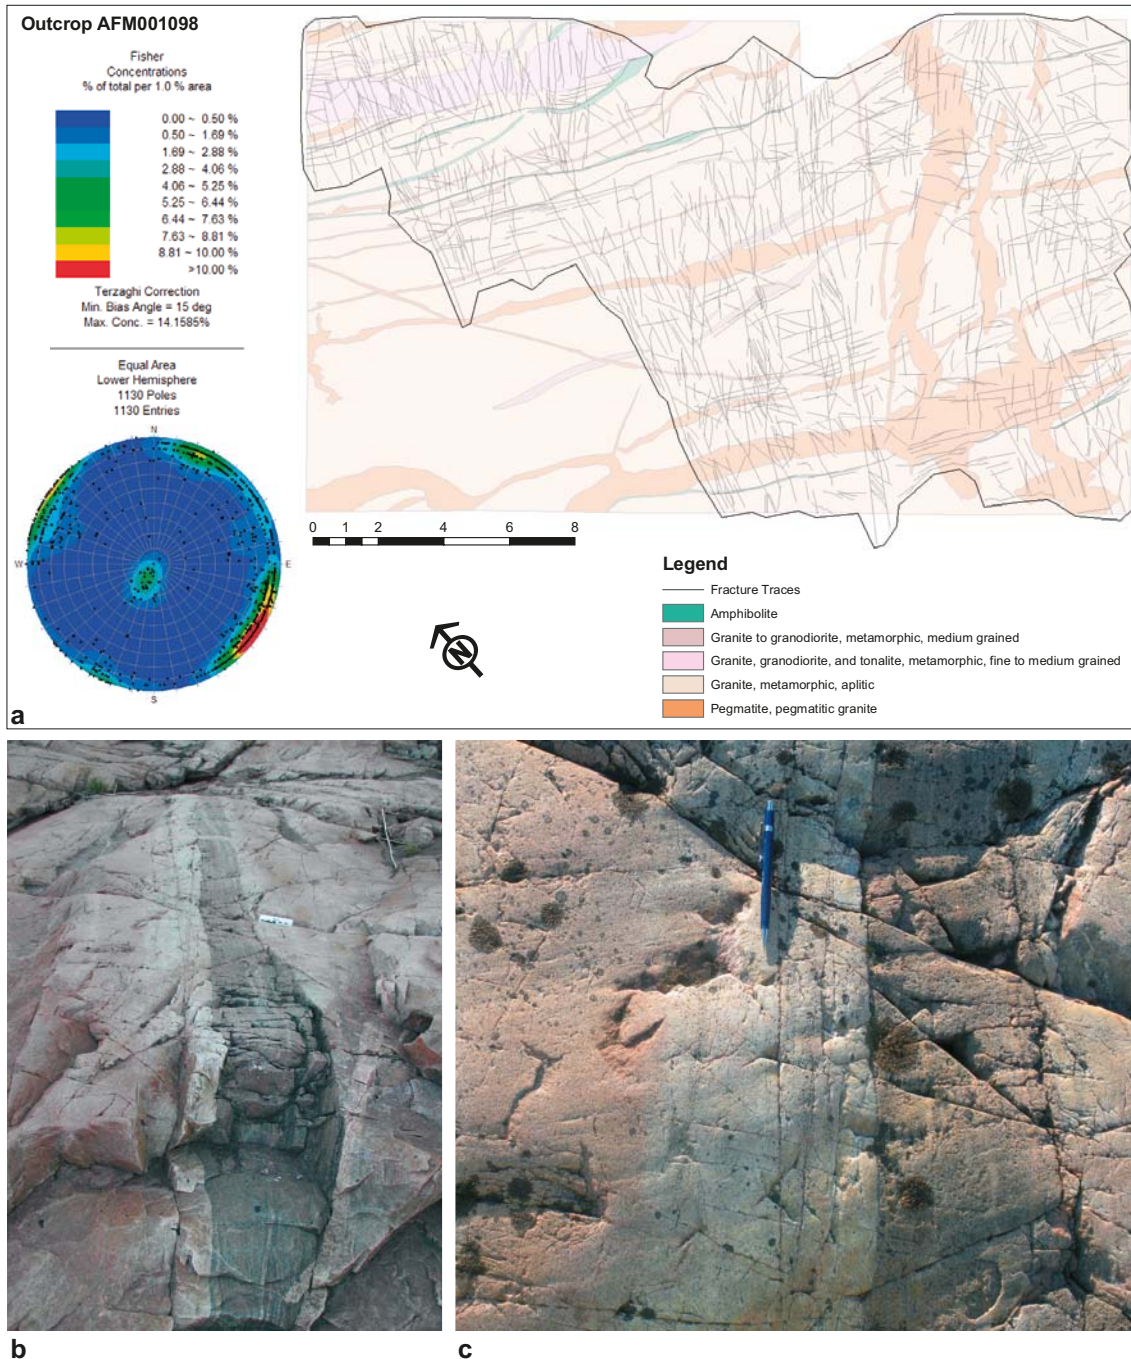 Outcrop AFM001098
Fisher
Concentrations
% of total per 1.0 % area
0.00 ~ 0.50 %
0.50 ~ 1.69 %
1.69 ~ 2.88 %
2.88 ~ 4.06 %
4.06 ~ 5.25 %
5.25 ~ 6.44 %
6.44 ~ 7.63 %
7.63 ~ 8.81 %
8.81 ~ 10.00 %
>10.00 %
Terzaghi Correction
Min. Bias Angle = 15 deg
Max. Conc. = 14.1585%
Equal Area
Lower Hemisphere
1130 Poles
1130 Entries
N
W
E
S
0 1 2 4 6 8
N
Legend
Fracture Traces
Amphibolite
Granite to granodiorite, metamorphic, medium grained
Granite, granodiorite, and tonalite, metamorphic, fine to medium grained
Granite, metamorphic, aplitic
Pegmatite, pegmatitic granite
a
b
c